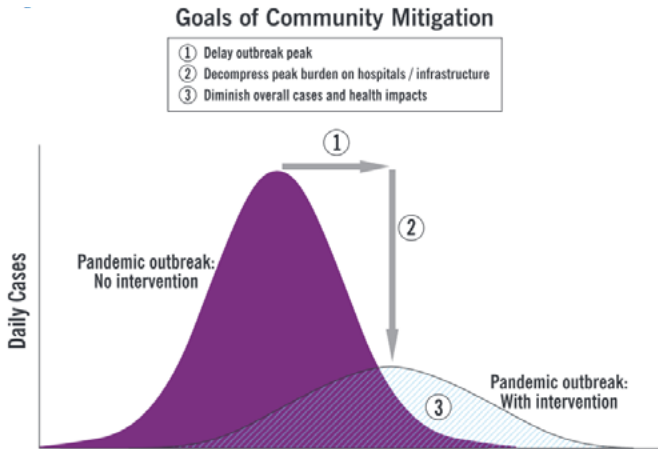 Goals of Community Mitigation
① Delay outbreak peak
② Decompress peak burden on hospitals / infrastructure
③ Diminish overall cases and health impacts
①
②
Pandemic outbreak:
No intervention
Daily Cases
③
Pandemic outbreak:
With intervention